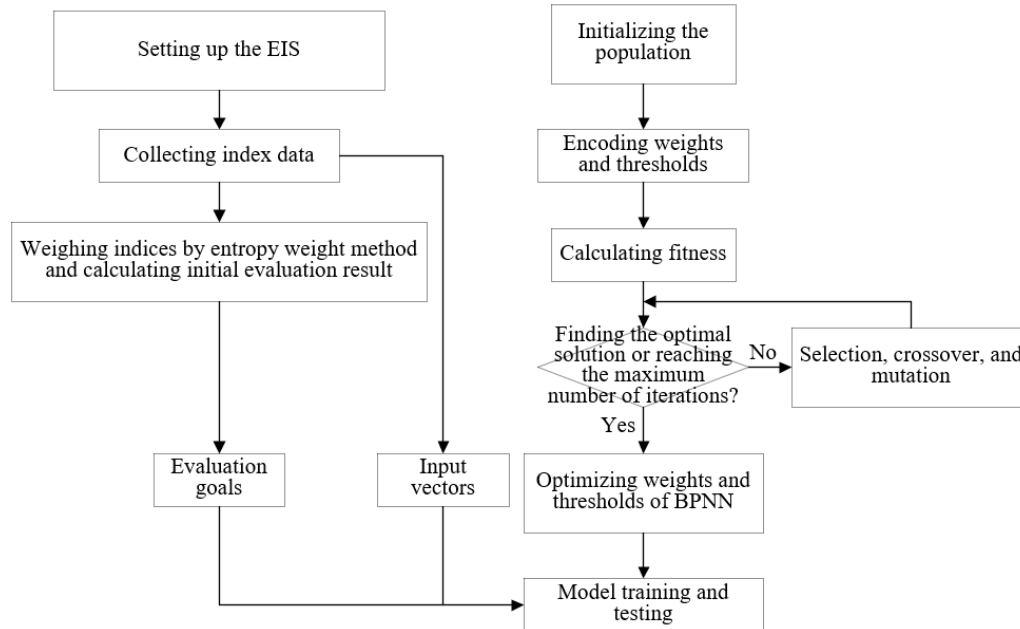 Setting up the EIS
Collecting index data
Weighing indices by entropy weight method
and calculating initial evaluation result
Evaluation
goals
Input
vectors
Initializing the
population
Encoding weights
and thresholds
Calculating fitness
Finding the optimal
solution or reaching
the maximum
number of iterations?
No
Selection, crossover, and
mutation
Yes
Optimizing weights and
thresholds of BPNN
Model training and
testing